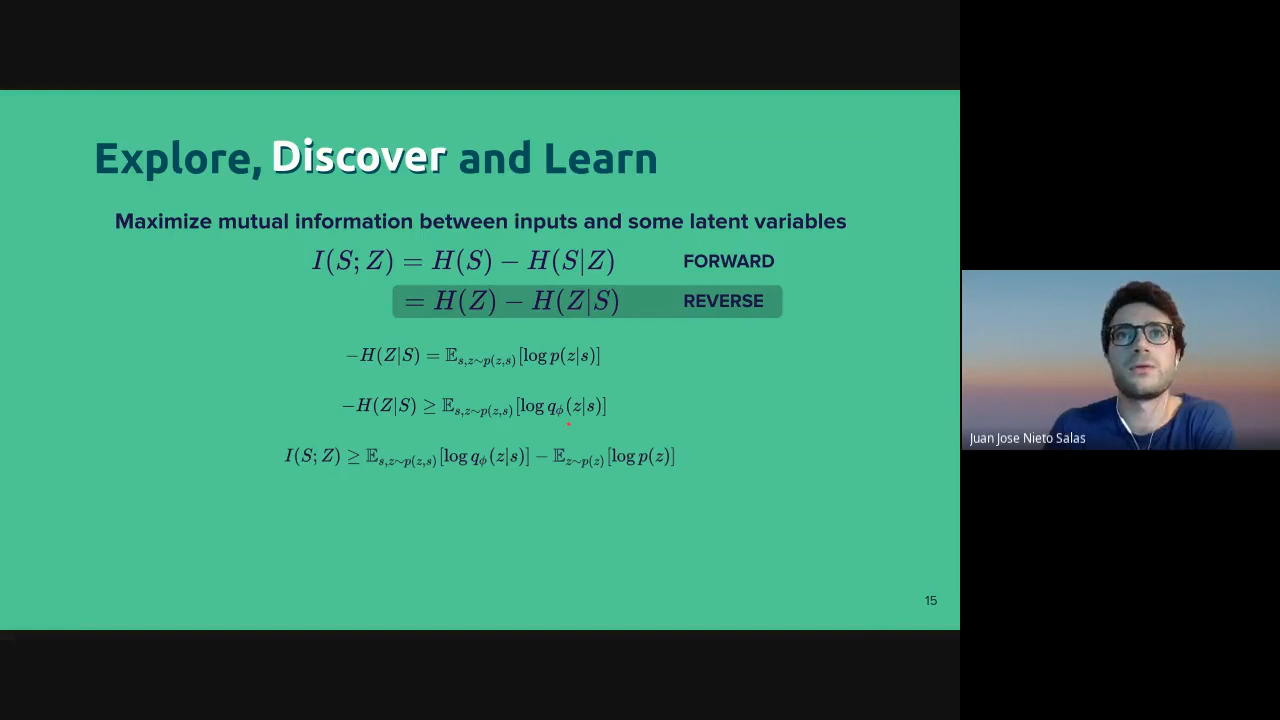 Explore, Discover and Learn
Maximize mutual information between inputs and some latent variables
I(S; Z) = H(S) − H(S|Z) FORWARD
= H(Z) − H(Z|S) REVERSE
−H(Z|S) = 𝔼_{s,z∼p(z,s)}[log p(z|s)]
−H(Z|S) ≥ 𝔼_{s,z∼p(z,s)}[log q_ϕ(z|s)]
I(S; Z) ≥ 𝔼_{s,z∼p(z,s)}[log q_ϕ(z|s)] − 𝔼_{z∼p(z)}[log p(z)]
15
Juan Jose Nieto Salas